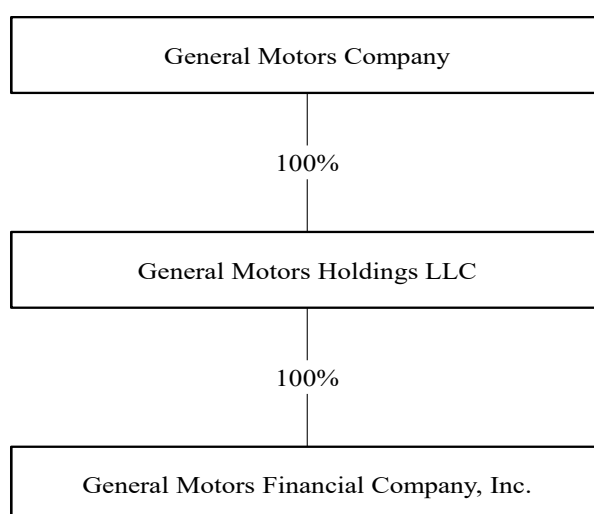 General Motors Company
100%
General Motors Holdings LLC
100%
General Motors Financial Company, Inc.